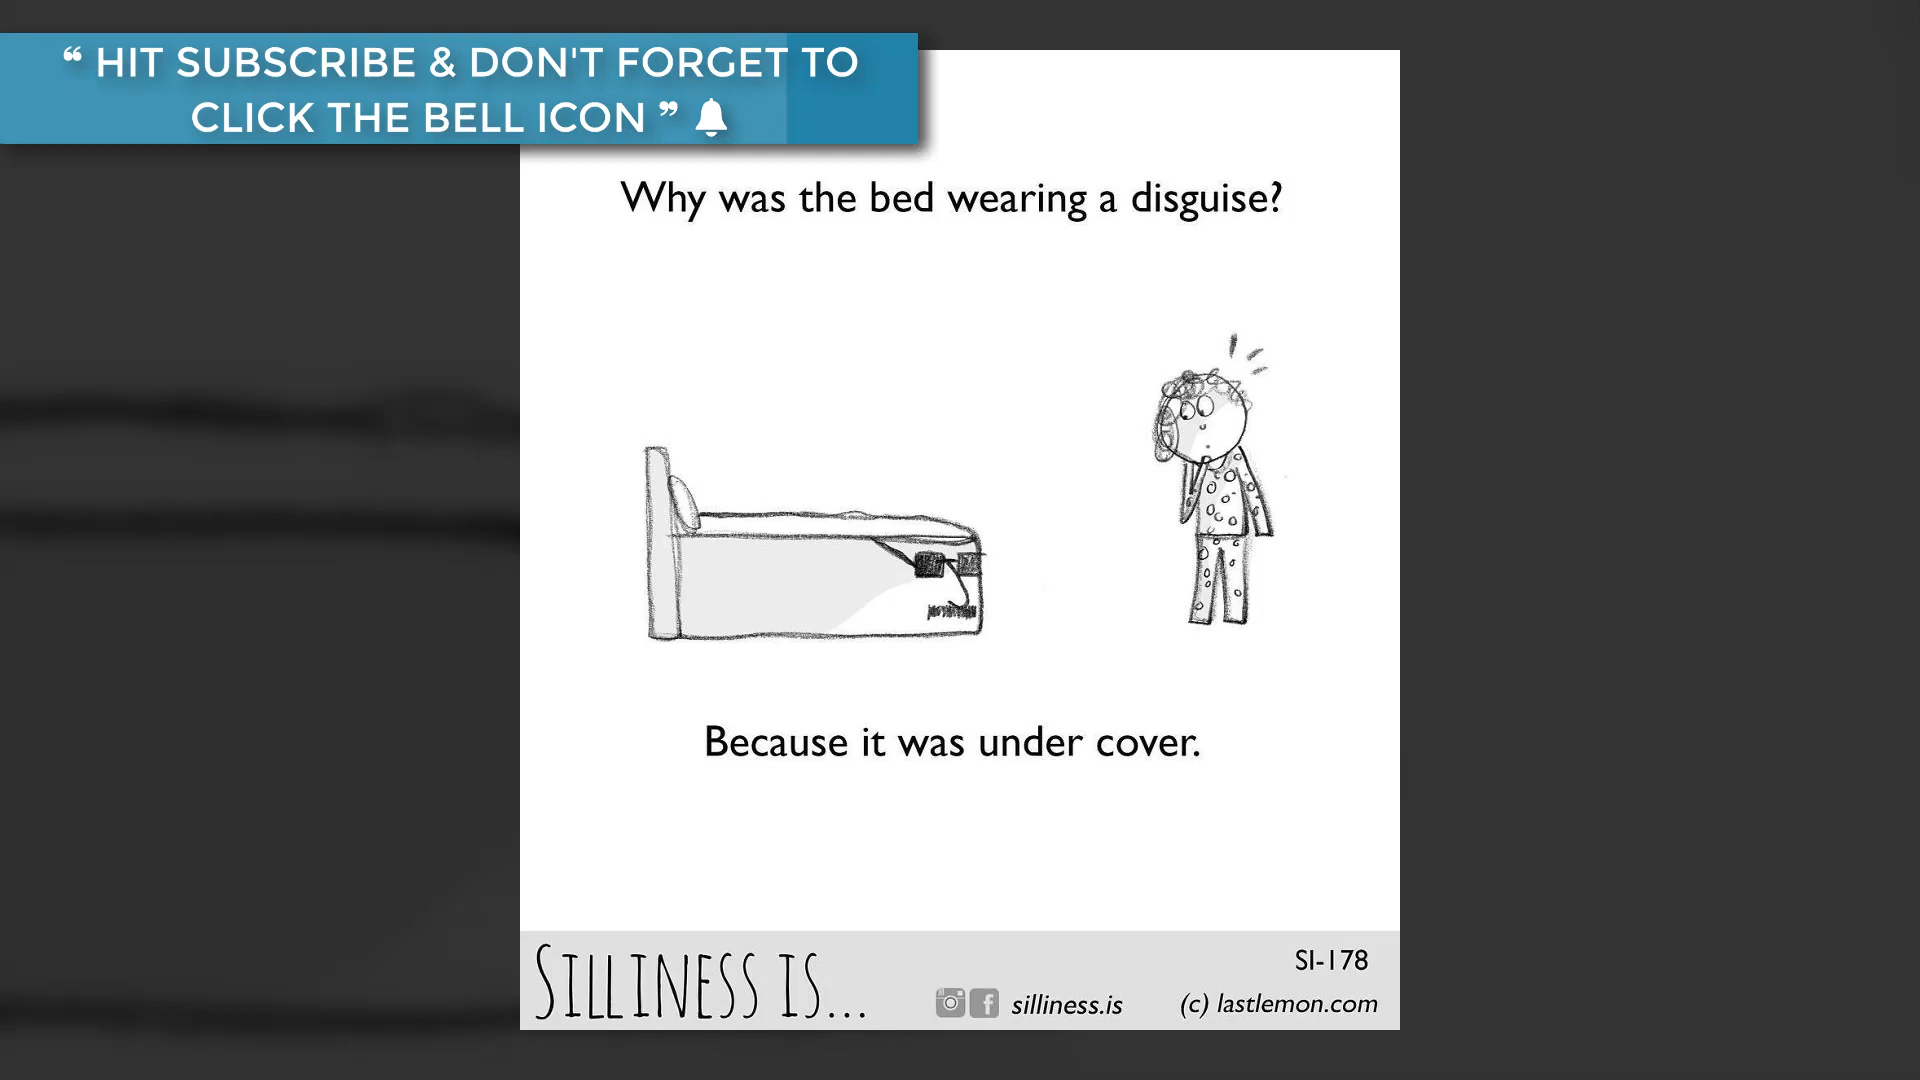 ❝ HIT SUBSCRIBE & DON'T FORGET TO
CLICK THE BELL ICON ❞
Why was the bed wearing a disguise?
Because it was under cover.
SILLINESS IS...
SI-178
silliness.is
(c) lastlemon.com